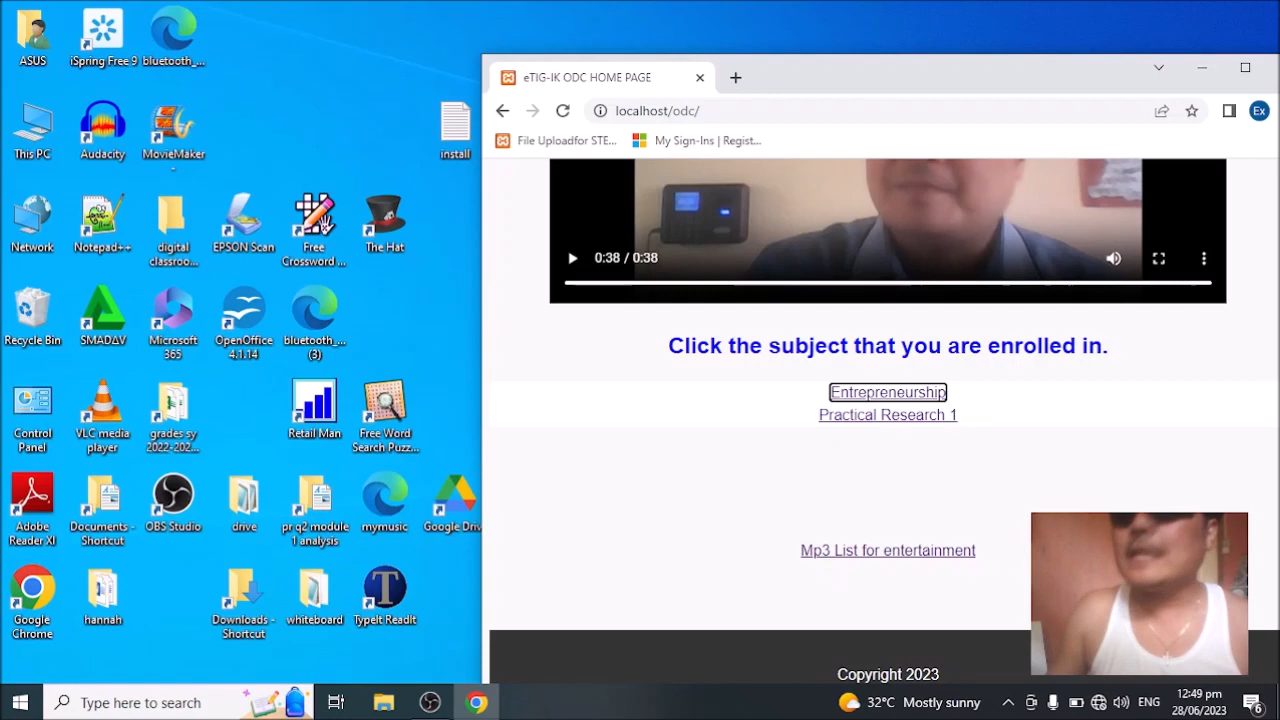 ASUS
iSpring Free 9
bluetooth_...
This PC
Audacity
MovieMaker
-
install
Network
Notepad++
digital
classroo...
EPSON Scan
Free
Crossword ...
The Hat
Recycle Bin
SMADΔV
Microsoft
365
OpenOffice
4.1.14
bluetooth_...
(3)
Control
Panel
VLC media
player
grades sy
2022-202...
Retail Man
Free Word
Search Puzz...
Adobe
Reader XI
Documents -
Shortcut
OBS Studio
drive
pr q2 module
1 analysis
mymusic
Google Driv
Google
Chrome
hannah
Downloads -
Shortcut
whiteboard
TypeIt ReadIt
eTIG-IK ODC HOME PAGE
localhost/odc/
Ex
File Uploadfor STE...
My Sign-Ins | Regist...
0:38 / 0:38
Click the subject that you are enrolled in.
Entrepreneurship
Practical Research 1
Mp3 List for entertainment
Copyright 2023
Type here to search
32°C Mostly sunny
ENG
12:49 pm
28/06/2023
6